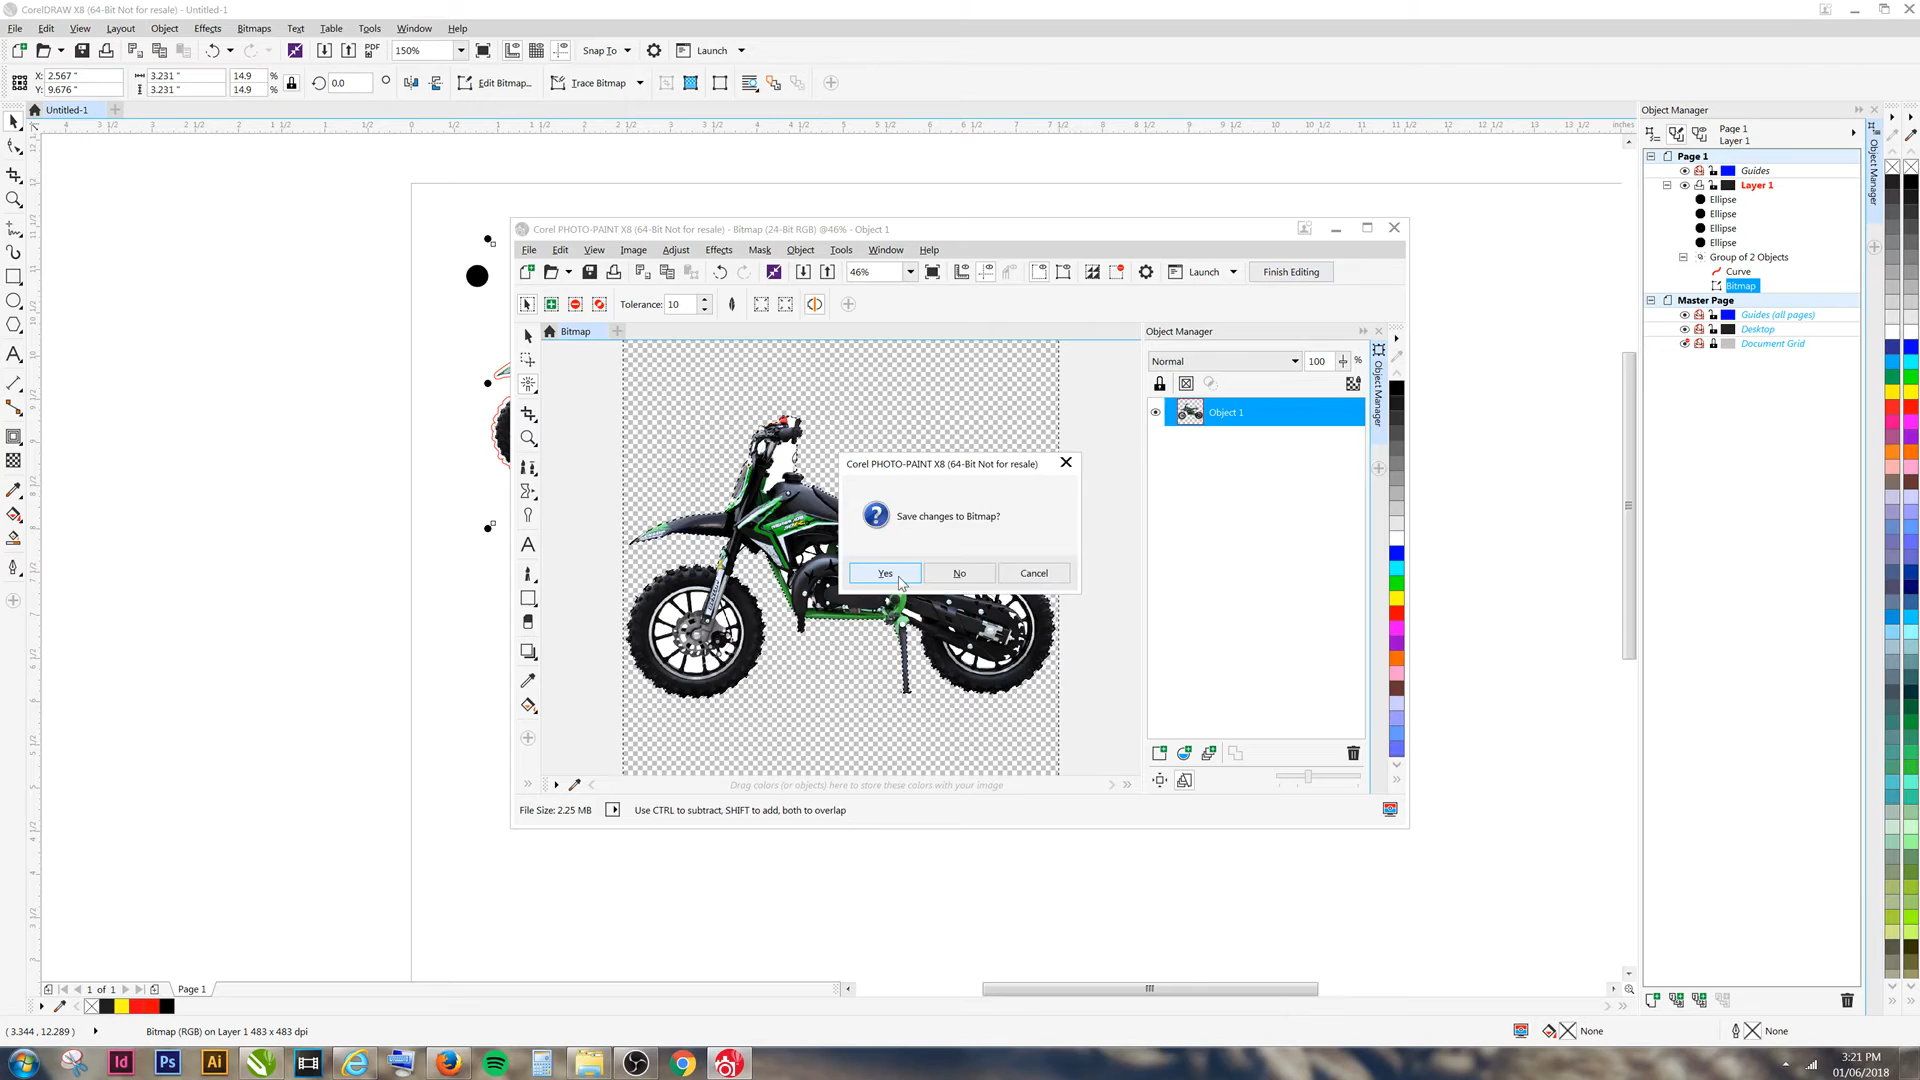 CorelDRAW X8 (64-Bit Not for resale) - Untitled-1
File Edit View Layout Object Effects Bitmaps Text Table Tools Window Help
PDF 150% Snap To Launch
X: 2.567 " 3.231 " 14.9 % 0.0 Edit Bitmap... Trace Bitmap
Y: 9.676 " 3.231 " 14.9 %
Untitled-1
inches
Object Manager
Page 1
Layer 1
Page 1
Guides
Layer 1
Ellipse
Ellipse
Ellipse
Ellipse
Group of 2 Objects
Curve
Bitmap
Master Page
Guides (all pages)
Desktop
Document Grid
Object Manager
Corel PHOTO-PAINT X8 (64-Bit Not for resale) - Bitmap (24-Bit RGB) @46% - Object 1
File Edit View Image Adjust Effects Mask Object Tools Window Help
46% Launch Finish Editing
Tolerance: 10
Bitmap
Object Manager
Normal 100 %
Object 1
Object Manager
Corel PHOTO-PAINT X8 (64-Bit Not for resale)
Save changes to Bitmap?
Yes No Cancel
Drag colors (or objects) here to store these colors with your image
File Size: 2.25 MB Use CTRL to subtract, SHIFT to add, both to overlap
1 of 1 Page 1
( 3.344 , 12.289 ) Bitmap (RGB) on Layer 1 483 x 483 dpi None None
Id Ps Ai
3:21 PM
01/06/2018